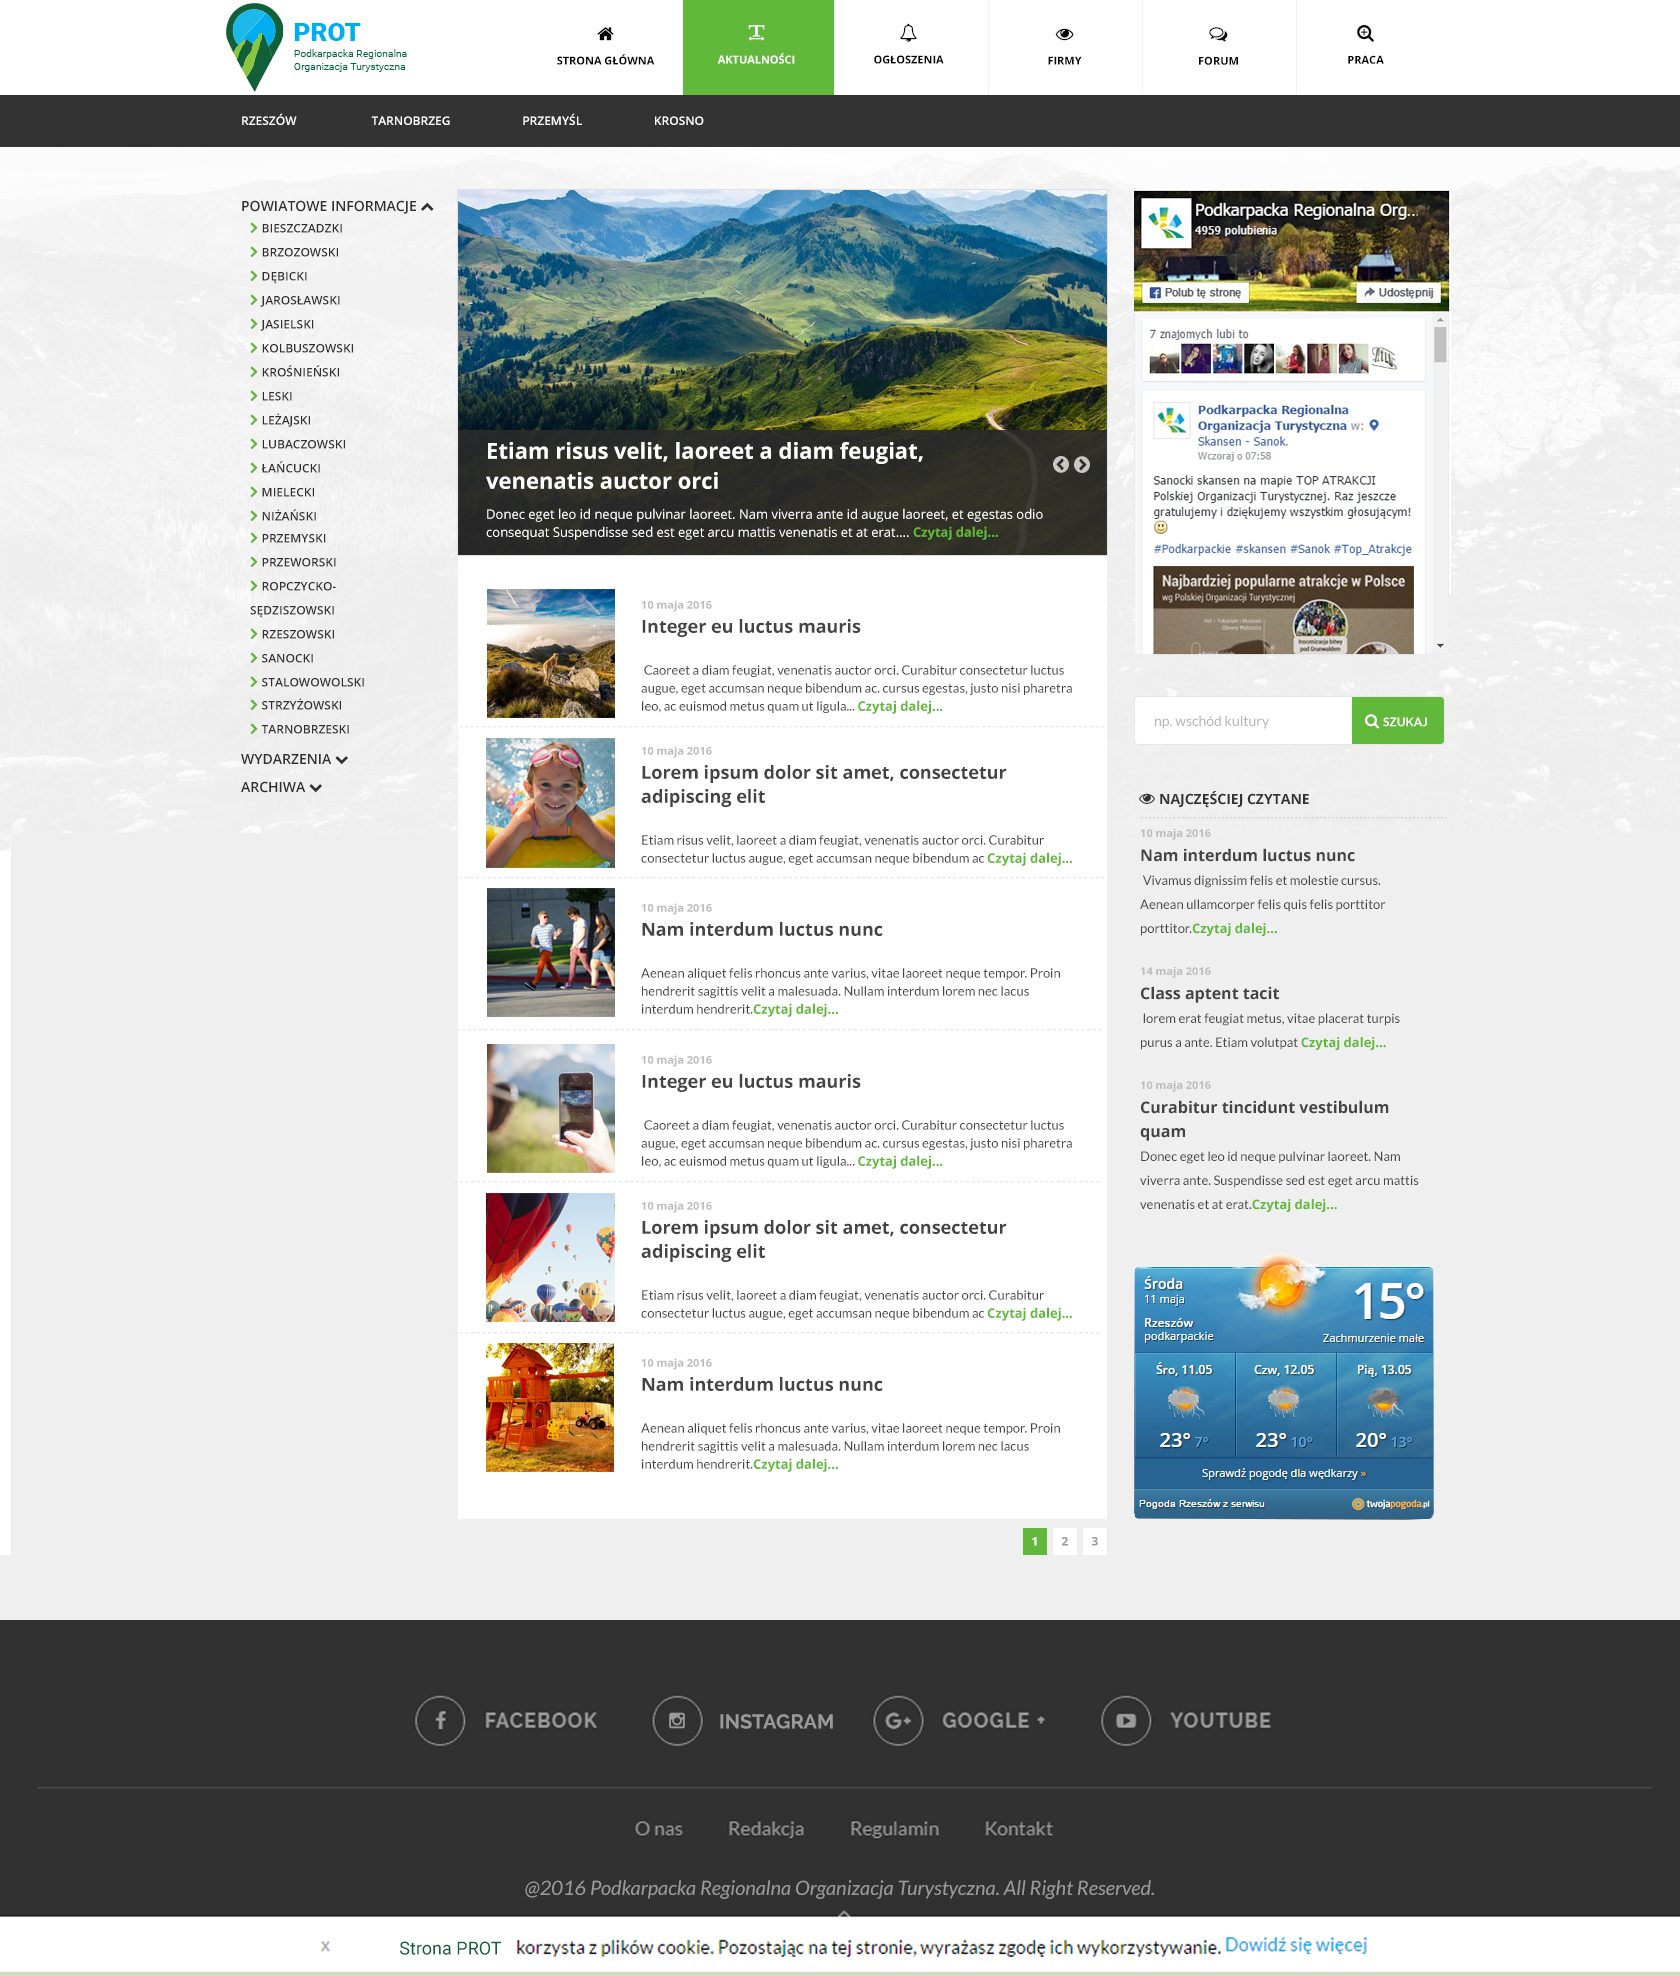 PROT
Podkarpacka Regionalna
Organizacja Turystyczna
STRONA GŁÓWNA
AKTUALNOŚCI
OGŁOSZENIA
FIRMY
FORUM
PRACA
RZESZÓW
TARNOBRZEG
PRZEMYŚL
KROSNO
POWIATOWE INFORMACJE
BIESZCZADZKI
BRZOZOWSKI
DĘBICKI
JAROSŁAWSKI
JASIELSKI
KOLBUSZOWSKI
KROŚNIEŃSKI
LESKI
LEŻAJSKI
LUBACZOWSKI
ŁAŃCUCKI
MIELECKI
NIŻAŃSKI
PRZEMYSKI
PRZEWORSKI
ROPCZYCKO-
SĘDZISZOWSKI
RZESZOWSKI
SANOCKI
STALOWOWOLSKI
STRZYŻOWSKI
TARNOBRZESKI
WYDARZENIA
ARCHIWA
Etiam risus velit, laoreet a diam feugiat,
venenatis auctor orci
Donec eget leo id neque pulvinar laoreet. Nam viverra ante id augue laoreet, et egestas odio
consequat Suspendisse sed est eget arcu mattis venenatis et at erat.... Czytaj dalej...
10 maja 2016
Integer eu luctus mauris
Caoreet a diam feugiat, venenatis auctor orci. Curabitur consectetur luctus
augue, eget accumsan neque bibendum ac. cursus egestas, justo nisi pharetra
leo, ac euismod metus quam ut ligula... Czytaj dalej...
10 maja 2016
Lorem ipsum dolor sit amet, consectetur
adipiscing elit
Etiam risus velit, laoreet a diam feugiat, venenatis auctor orci. Curabitur
consectetur luctus augue, eget accumsan neque bibendum ac Czytaj dalej...
10 maja 2016
Nam interdum luctus nunc
Aenean aliquet felis rhoncus ante varius, vitae laoreet neque tempor. Proin
hendrerit sagittis velit a malesuada. Nullam interdum lorem nec lacus
interdum hendrerit.Czytaj dalej...
10 maja 2016
Integer eu luctus mauris
Caoreet a diam feugiat, venenatis auctor orci. Curabitur consectetur luctus
augue, eget accumsan neque bibendum ac. cursus egestas, justo nisi pharetra
leo, ac euismod metus quam ut ligula... Czytaj dalej...
10 maja 2016
Lorem ipsum dolor sit amet, consectetur
adipiscing elit
Etiam risus velit, laoreet a diam feugiat, venenatis auctor orci. Curabitur
consectetur luctus augue, eget accumsan neque bibendum ac Czytaj dalej...
10 maja 2016
Nam interdum luctus nunc
Aenean aliquet felis rhoncus ante varius, vitae laoreet neque tempor. Proin
hendrerit sagittis velit a malesuada. Nullam interdum lorem nec lacus
interdum hendrerit.Czytaj dalej...
1 2 3
Podkarpacka Regionalna Org...
4959 polubienia
Polub tę stronę
Udostępnij
7 znajomych lubi to
Podkarpacka Regionalna
Organizacja Turystyczna w:
Skansen - Sanok.
Wczoraj o 07:58
Sanocki skansen na mapie TOP ATRAKCJI
Polskiej Organizacji Turystycznej. Raz jeszcze
gratulujemy i dziękujemy wszystkim głosującym!
#Podkarpackie #skansen #Sanok #Top_Atrakcje
Najbardziej popularne atrakcje w Polsce
wg Polskiej Organizacji Turystycznej
Inscenizacja bitwy
pod Grunwaldem
np. wschód kultury
SZUKAJ
NAJCZĘŚCIEJ CZYTANE
10 maja 2016
Nam interdum luctus nunc
Vivamus dignissim felis et molestie cursus.
Aenean ullamcorper felis quis felis porttitor
porttitor.Czytaj dalej...
14 maja 2016
Class aptent tacit
lorem erat feugiat metus, vitae placerat turpis
purus a ante. Etiam volutpat Czytaj dalej...
10 maja 2016
Curabitur tincidunt vestibulum
quam
Donec eget leo id neque pulvinar laoreet. Nam
viverra ante. Suspendisse sed est eget arcu mattis
venenatis et at erat.Czytaj dalej...
Środa
11 maja
Rzeszów
podkarpackie
15°
Zachmurzenie małe
Śro, 11.05
Czw, 12.05
Pią, 13.05
23° 7°
23° 10°
20° 13°
Sprawdź pogodę dla wędkarzy »
Pogoda Rzeszów z serwisu
twojapogoda.pl
FACEBOOK
INSTAGRAM
G+ GOOGLE +
YOUTUBE
O nas
Redakcja
Regulamin
Kontakt
@2016 Podkarpacka Regionalna Organizacja Turystyczna. All Right Reserved.
x
Strona PROT korzysta z plików cookie. Pozostając na tej stronie, wyrażasz zgodę ich wykorzystywanie. Dowidź się więcej